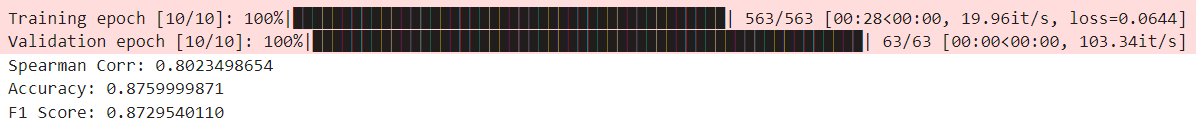 Training epoch [10/10]: 100%|██████████| 563/563 [00:28<00:00, 19.96it/s, loss=0.0644]
Validation epoch [10/10]: 100%|██████████| 63/63 [00:00<00:00, 103.34it/s]
Spearman Corr: 0.8023498654
Accuracy: 0.8759999871
F1 Score: 0.8729540110